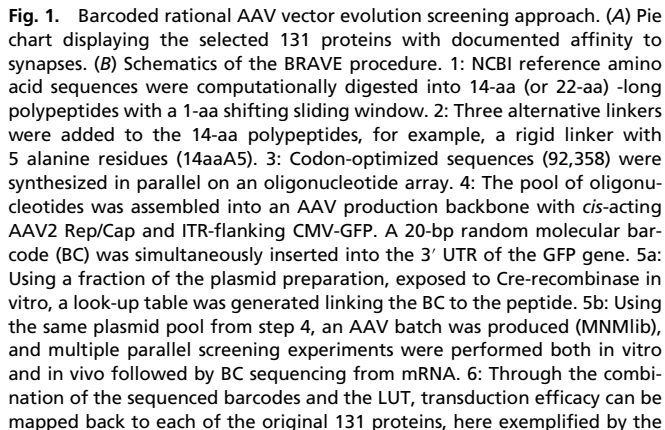 Fig. 1. Barcoded rational AAV vector evolution screening approach. (A) Pie
chart displaying the selected 131 proteins with documented affinity to
synapses. (B) Schematics of the BRAVE procedure. 1: NCBI reference amino
acid sequences were computationally digested into 14-aa (or 22-aa) -long
polypeptides with a 1-aa shifting sliding window. 2: Three alternative linkers
were added to the 14-aa polypeptides, for example, a rigid linker with
5 alanine residues (14aaA5). 3: Codon-optimized sequences (92,358) were
synthesized in parallel on an oligonucleotide array. 4: The pool of oligonu-
cleotides was assembled into an AAV production backbone with cis-acting
AAV2 Rep/Cap and ITR-flanking CMV-GFP. A 20-bp random molecular bar-
code (BC) was simultaneously inserted into the 3′ UTR of the GFP gene. 5a:
Using a fraction of the plasmid preparation, exposed to Cre-recombinase in
vitro, a look-up table was generated linking the BC to the peptide. 5b: Using
the same plasmid pool from step 4, an AAV batch was produced (MNMlib),
and multiple parallel screening experiments were performed both in vitro
and in vivo followed by BC sequencing from mRNA. 6: Through the combi-
nation of the sequenced barcodes and the LUT, transduction efficacy can be
mapped back to each of the original 131 proteins, here exemplified by the